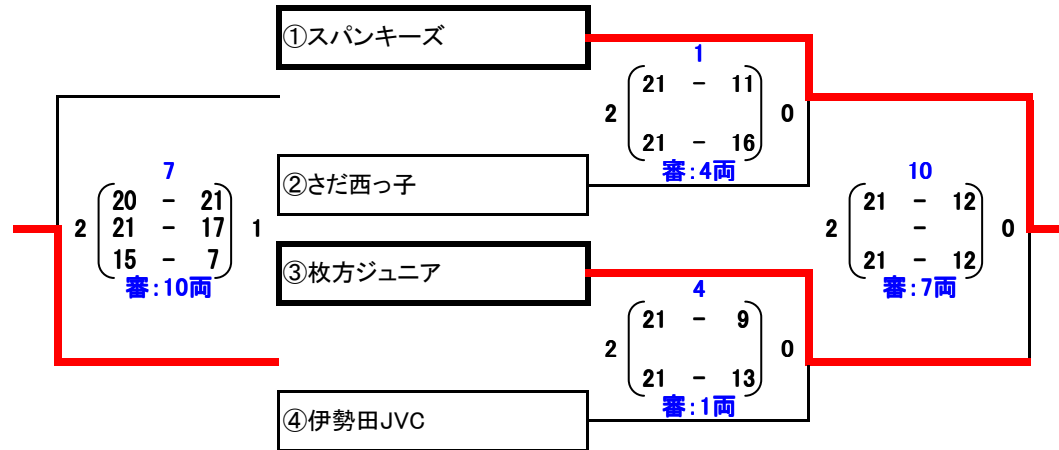 ①スパンキーズ
1
21 - 11
2 0
21 - 16
審：4両
②さだ西っ子
7
20 - 21
2 21 - 17 1
15 - 7
審：10両
10
21 - 12
2 - 0
21 - 12
審：7両
③枚方ジュニア
4
21 - 9
2 0
21 - 13
審：1両
④伊勢田JVC